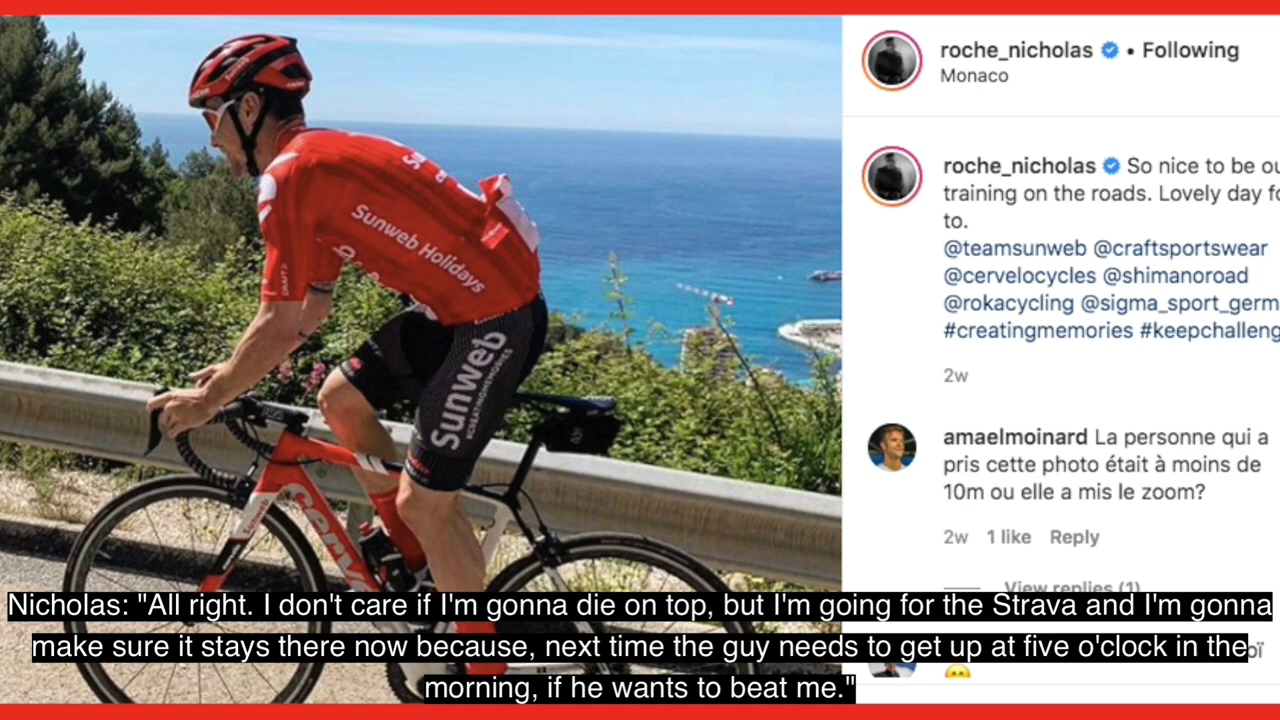 roche_nicholas • Following
Monaco
roche_nicholas So nice to be ou
training on the roads. Lovely day fo
to.
@teamsunweb @craftsportswear
@cervelocycles @shimanoroad
@rokacycling @sigma_sport_germ
#creatingmemories #keepchalleng
2w
amaelmoinard La personne qui a
pris cette photo était à moins de
10m ou elle a mis le zoom?
2w 1 like Reply
View replies (1)
Sunweb Holidays
CRAFT
Sunweb
#CREATINGMEMORIES
Nicholas: "All right. I don't care if I'm gonna die on top, but I'm going for the Strava and I'm gonna
make sure it stays there now because, next time the guy needs to get up at five o'clock in the
morning, if he wants to beat me."